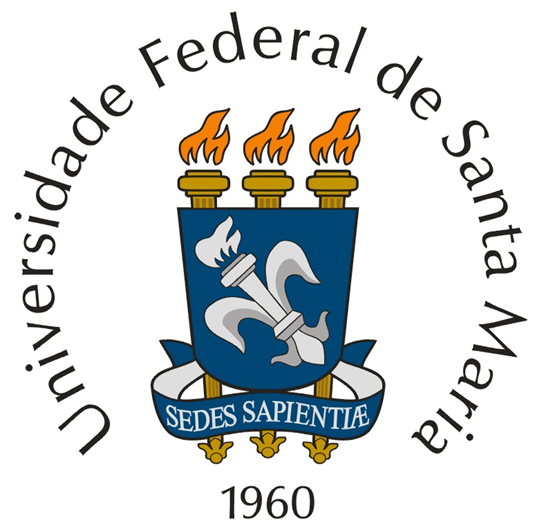 Universidade Federal de Santa Maria
SEDES SAPIENTIÆ
1960